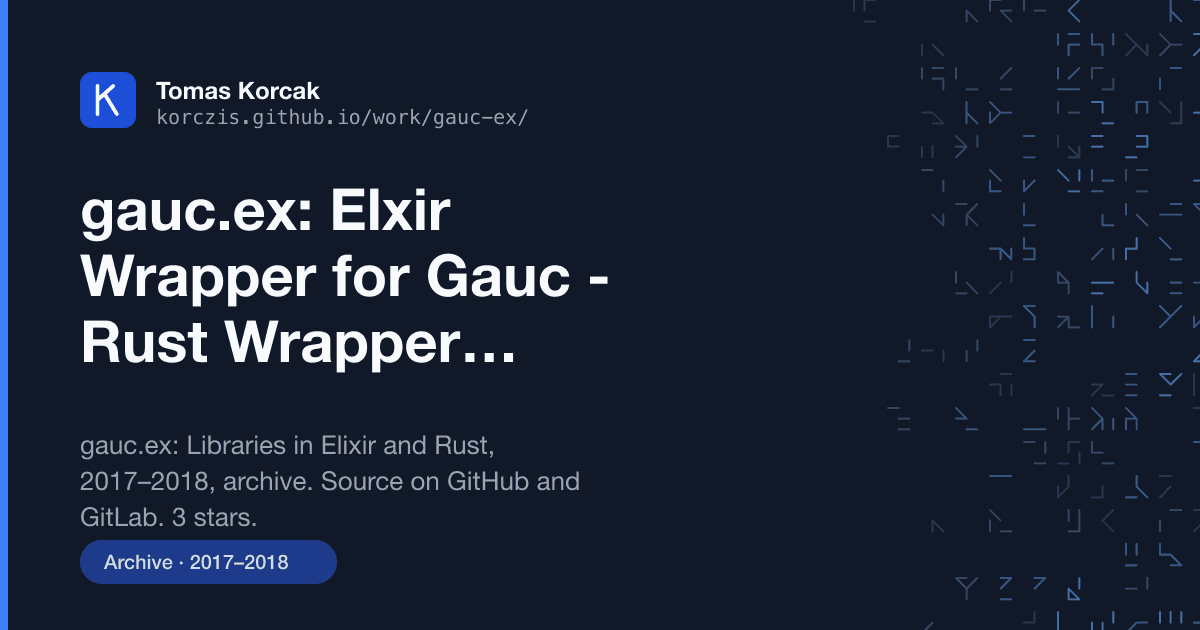 K
Tomas Korcak
korczis.github.io/work/gauc-ex/
gauc.ex: Elxir
Wrapper for Gauc -
Rust Wrapper...
gauc.ex: Libraries in Elixir and Rust,
2017–2018, archive. Source on GitHub and
GitLab. 3 stars.
Archive · 2017–2018